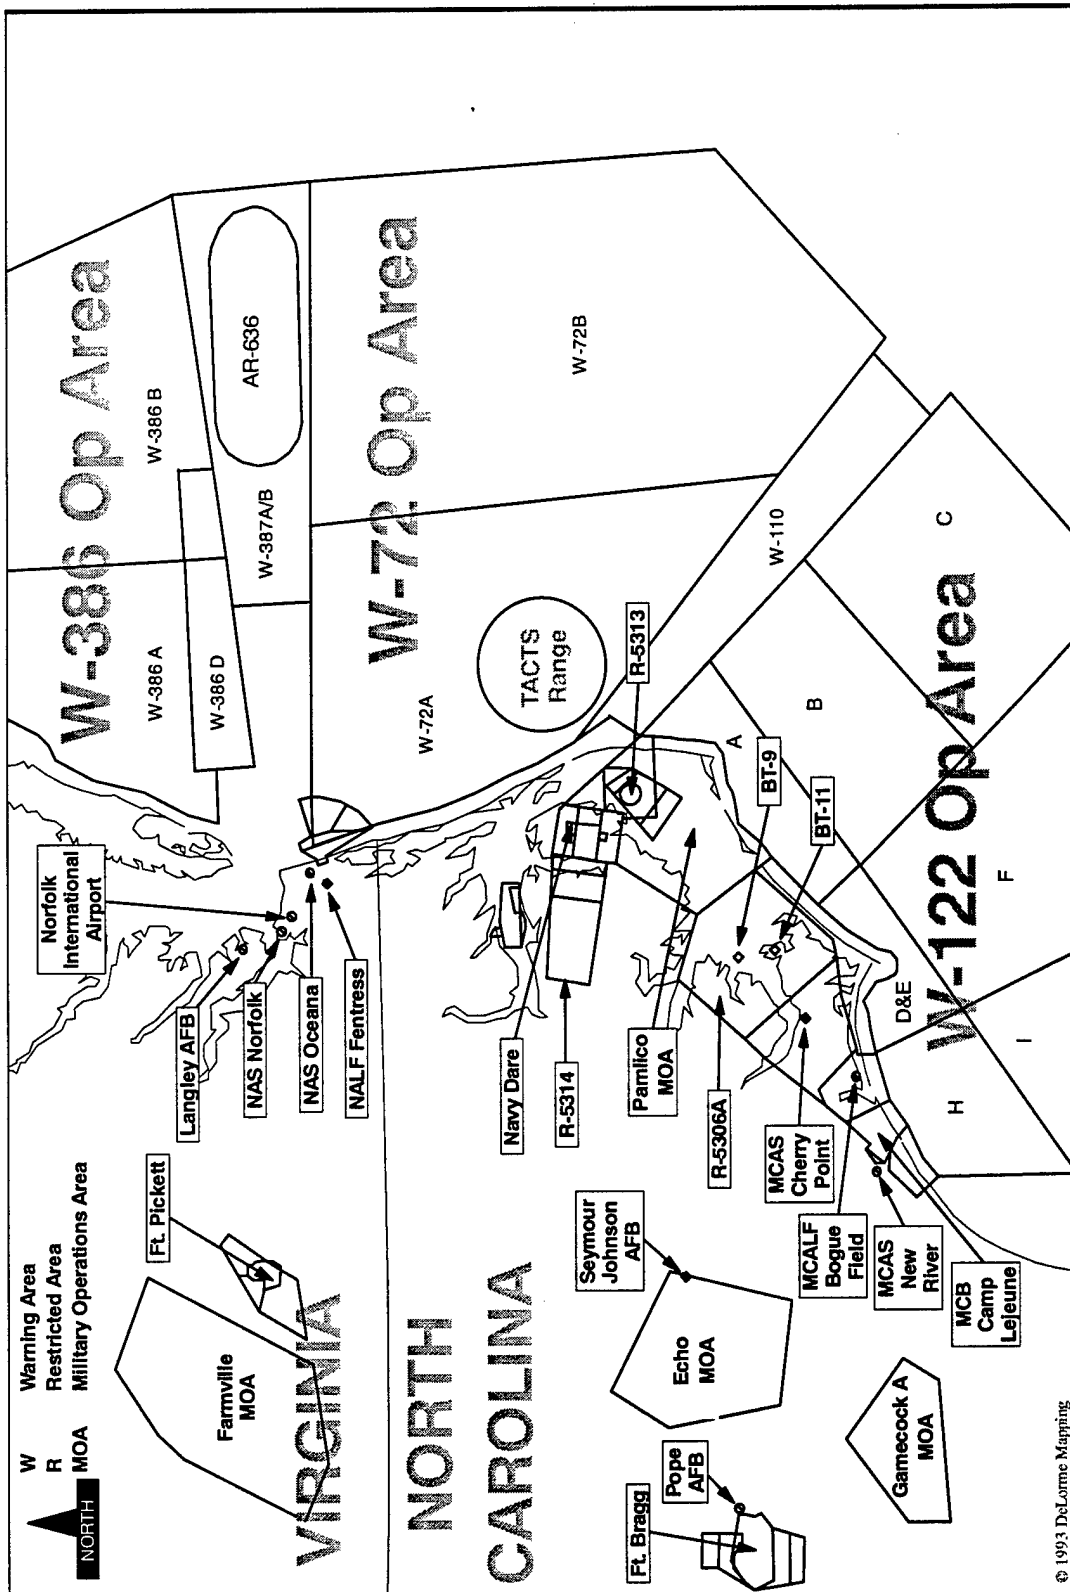 W Warning Area
R Restricted Area
MOA Military Operations Area
NORTH
Norfolk
International
Airport
Langley AFB
NAS Norfolk
NAS Oceana
NALF Fentress
Ft. Pickett
Farmville
MOA
VIRGINIA
NORTH
CAROLINA
W-386 Op Area
W-386 A
W-386 B
W-386 D
W-387A/B
AR-636
W-72 Op Area
W-72A
W-72B
TACTS
Range
R-5313
W-110
Navy Dare
R-5314
Pamlico
MOA
R-5306A
BT-9
BT-11
MCAS
Cherry
Point
MCALF
Bogue
Field
MCAS
New
River
MCB
Camp
Lejeune
Seymour
Johnson
AFB
Echo
MOA
Pope
AFB
Ft. Bragg
Gamecock A
MOA
W-122 Op Area
A
B
C
D&E
F
H
I
© 1993 DeLorme Mapping